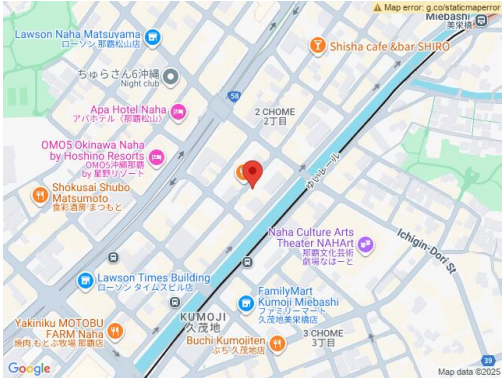 Map error: g.co/staticmaperror
Miebashi
美栄橋
Lawson Naha Matsuyama
ローソン 那覇松山店
Shisha cafe &bar SHIRO
ちゅらさん6沖縄
Night club
58
2 CHOME
2丁目
Apa Hotel Naha
アパホテル〈那覇松山〉
OMO5 Okinawa Naha
by Hoshino Resorts
OMO5沖縄那覇
by 星野リゾート
ゆいレール
Shokusai Shubo
Matsumoto
食彩酒房 まつもと
Naha Culture Arts
Theater NAHArt
那覇文化芸術
劇場なはーと
Ichigin-Dori St
Lawson Times Building
ローソン タイムスビル店
FamilyMart
Kumoji Miebashi
ファミリーマート
久茂地美栄橋店
KUMOJI
久茂地
Yakiniku MOTOBU
FARM Naha
焼肉 もとぶ牧場 那覇店
Buchi Kumojiten
ぶち 久茂地店
3 CHOME
3丁目
Google
Map data ©2025